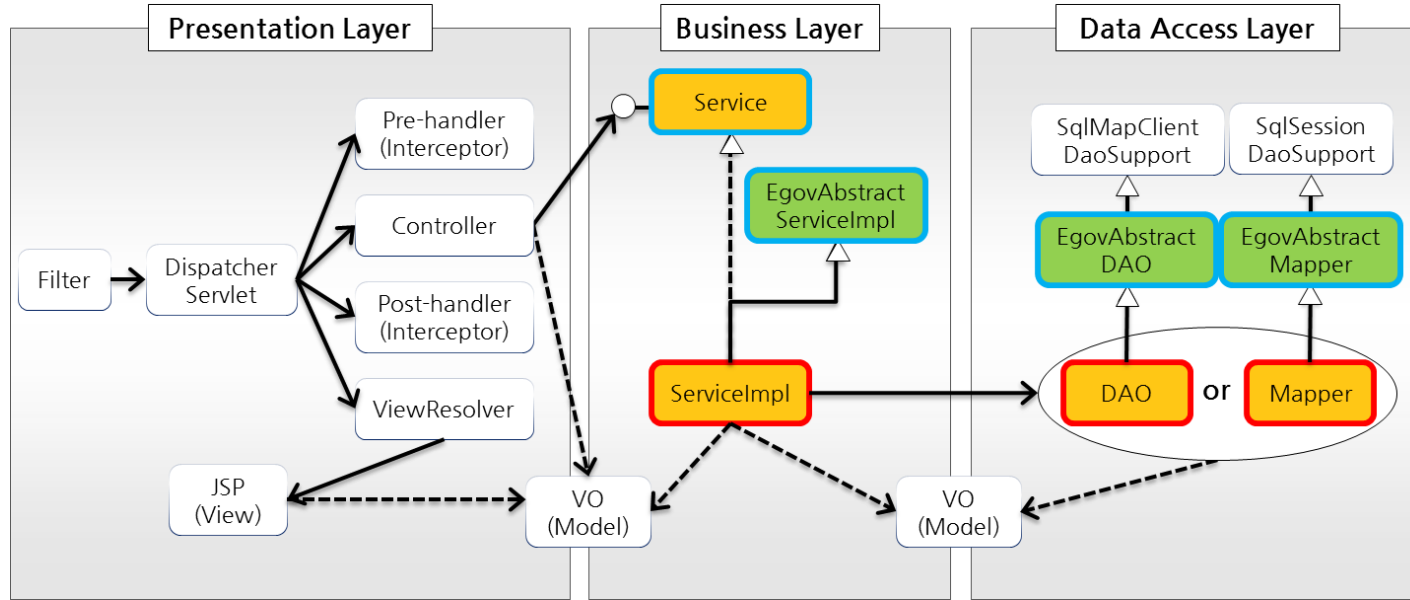 Presentation Layer
Business Layer
Data Access Layer
Pre-handler
(Interceptor)
Controller
Filter
Dispatcher
Servlet
Post-handler
(Interceptor)
ViewResolver
JSP
(View)
VO
(Model)
Service
EgovAbstract
ServiceImpl
ServiceImpl
VO
(Model)
SqlMapClient
DaoSupport
SqlSession
DaoSupport
EgovAbstract
DAO
EgovAbstract
Mapper
DAO
or
Mapper